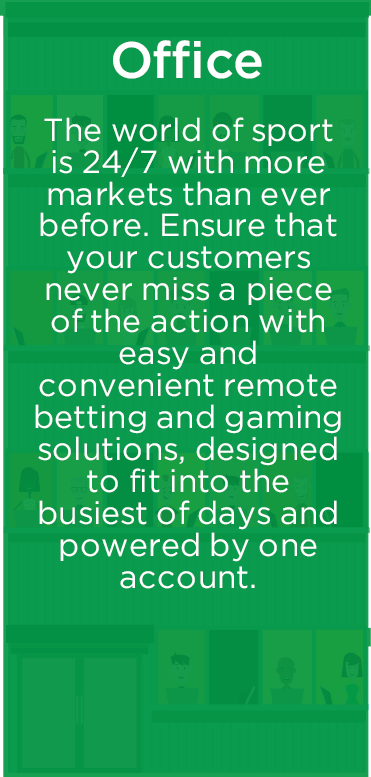 Office
The world of sport
is 24/7 with more
markets than ever
before. Ensure that
your customers
never miss a piece
of the action with
easy and
convenient remote
betting and gaming
solutions, designed
to fit into the
busiest of days and
powered by one
account.